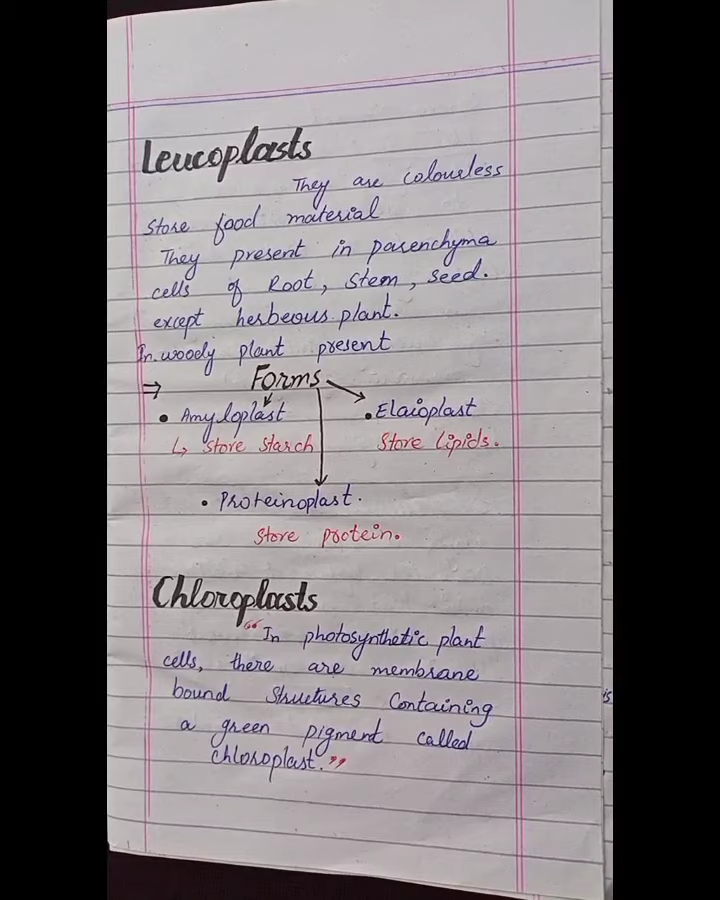 Leucoplasts
They are colourless
store food material
They present in parenchyma
cells of Root, Stem, seed.
except herbeous plant.
In woody plant present
⇒ Forms
• Amyloplast
• Elaioplast
↳ store starch
Store lipids.
• Proteinoplast.
Store protein.
Chloroplasts
“In photosynthetic plant
cells, there are membrane
bound structures containing
a green pigment called
chloroplast.”